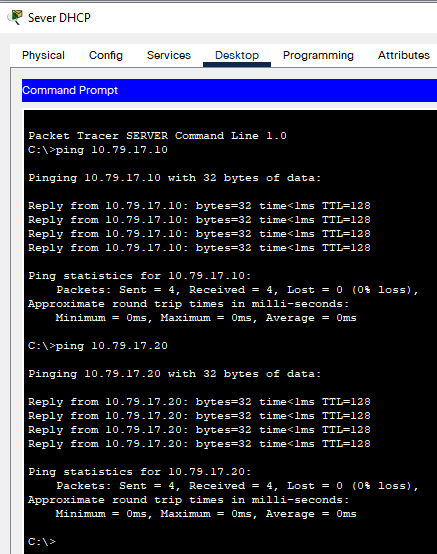 Sever DHCP
Physical Config Services Desktop Programming Attributes
Command Prompt
Packet Tracer SERVER Command Line 1.0
C:\>ping 10.79.17.10
Pinging 10.79.17.10 with 32 bytes of data:
Reply from 10.79.17.10: bytes=32 time<1ms TTL=128
Reply from 10.79.17.10: bytes=32 time<1ms TTL=128
Reply from 10.79.17.10: bytes=32 time<1ms TTL=128
Reply from 10.79.17.10: bytes=32 time<1ms TTL=128
Ping statistics for 10.79.17.10:
Packets: Sent = 4, Received = 4, Lost = 0 (0% loss),
Approximate round trip times in milli-seconds:
Minimum = 0ms, Maximum = 0ms, Average = 0ms
C:\>ping 10.79.17.20
Pinging 10.79.17.20 with 32 bytes of data:
Reply from 10.79.17.20: bytes=32 time<1ms TTL=128
Reply from 10.79.17.20: bytes=32 time<1ms TTL=128
Reply from 10.79.17.20: bytes=32 time<1ms TTL=128
Reply from 10.79.17.20: bytes=32 time<1ms TTL=128
Ping statistics for 10.79.17.20:
Packets: Sent = 4, Received = 4, Lost = 0 (0% loss),
Approximate round trip times in milli-seconds:
Minimum = 0ms, Maximum = 0ms, Average = 0ms
C:\>